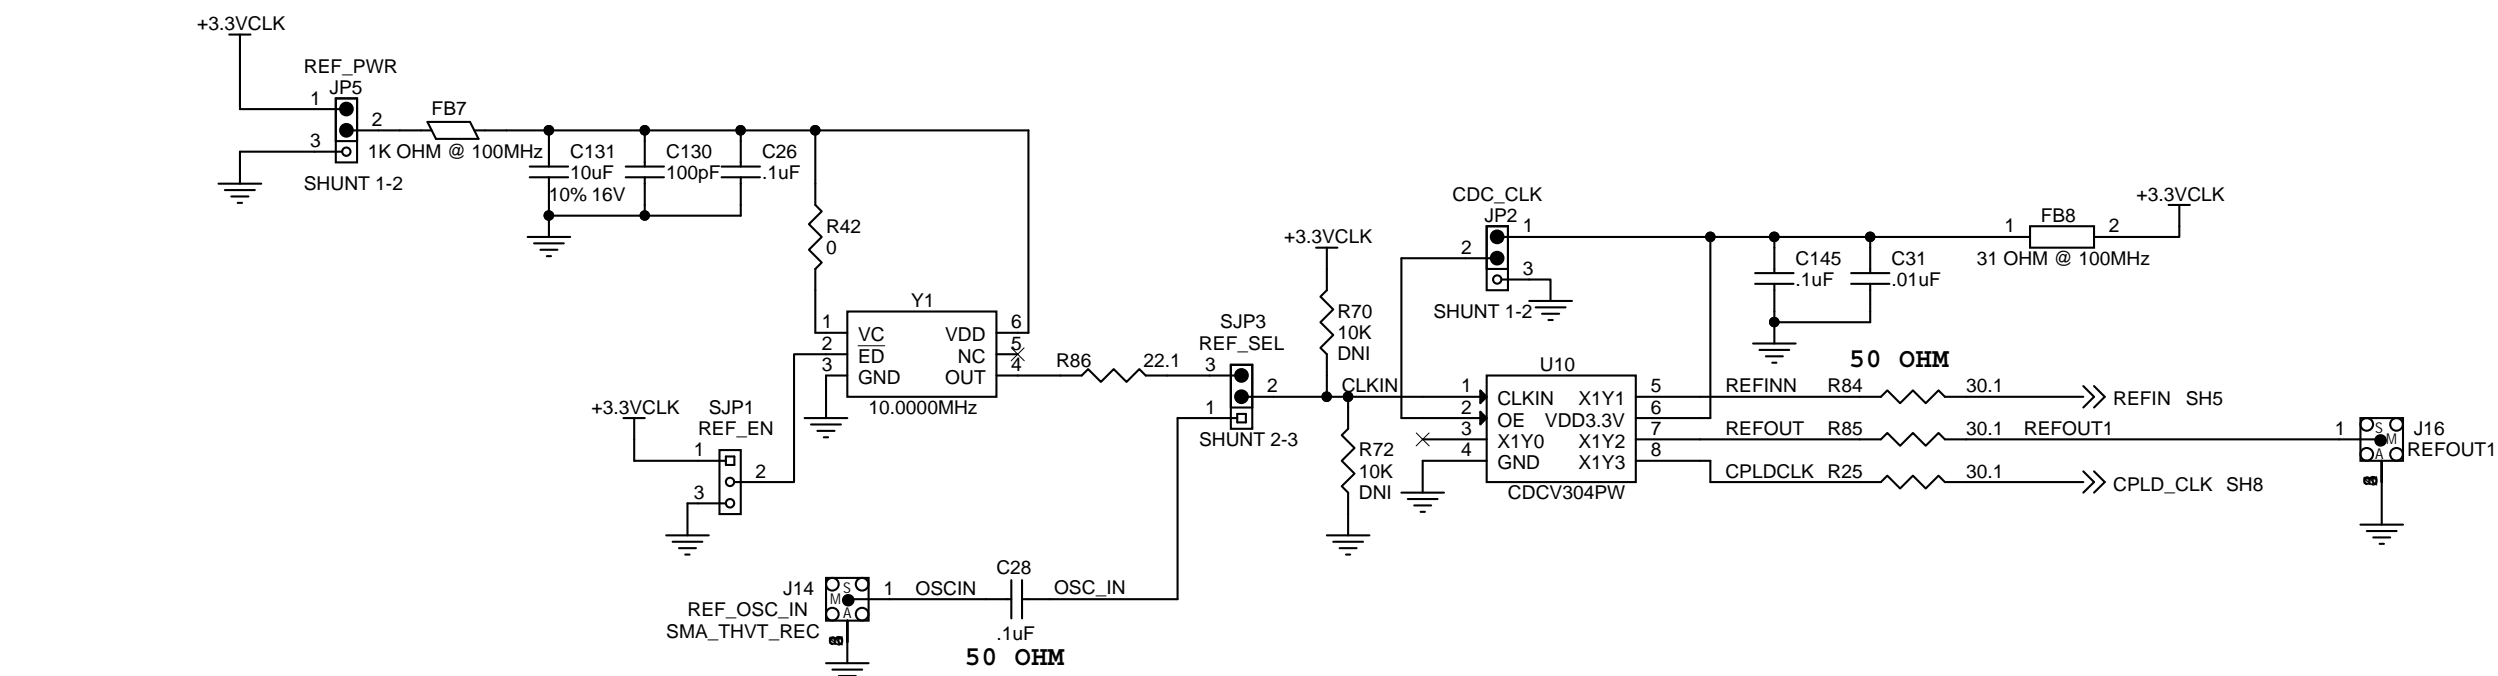 +3.3VCLK
REF_PWR
JP5
1
2
3
SHUNT 1-2
FB7
1K OHM @ 100MHz
C131
10uF
10% 16V
C130
100pF
C26
.1uF
R42
0
Y1
1
2
3
VC
ED
GND
VDD
NC
OUT
6
5
4
10.0000MHz
+3.3VCLK
SJP1
REF_EN
1
2
3
R86
22.1
SJP3
REF_SEL
3
2
1
SHUNT 2-3
J14
REF_OSC_IN
SMA_THVT_REC
S
M
A
1
OSCIN
C28
.1uF
OSC_IN
50 OHM
+3.3VCLK
R70
10K
DNI
CLKIN
R72
10K
DNI
CDC_CLK
JP2
1
2
3
SHUNT 1-2
U10
1
2
3
4
CLKIN
OE
X1Y0
GND
X1Y1
VDD3.3V
X1Y2
X1Y3
5
6
7
8
CDCV304PW
C145
.1uF
C31
.01uF
1
FB8
2
31 OHM @ 100MHz
+3.3VCLK
50 OHM
REFINN
R84
30.1
REFIN SH5
REFOUT
R85
30.1
REFOUT1
1
CPLDCLK
R25
30.1
CPLD_CLK SH8
S
M
A
J16
REFOUT1